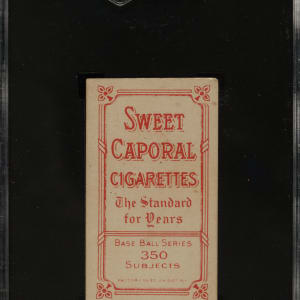 SWEET
CAPORAL
CIGARETTES
The Standard
for Years
BASE BALL SERIES
350
SUBJECTS